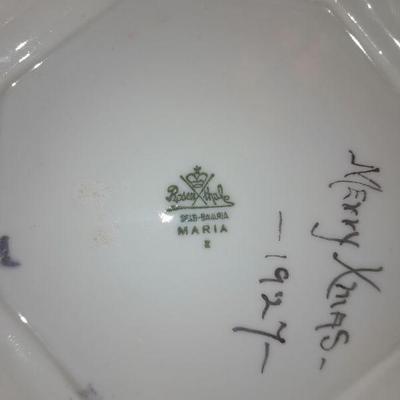 Rosenthal
SELB-BAVARIA
MARIA
Merry Xmas-
-1927-